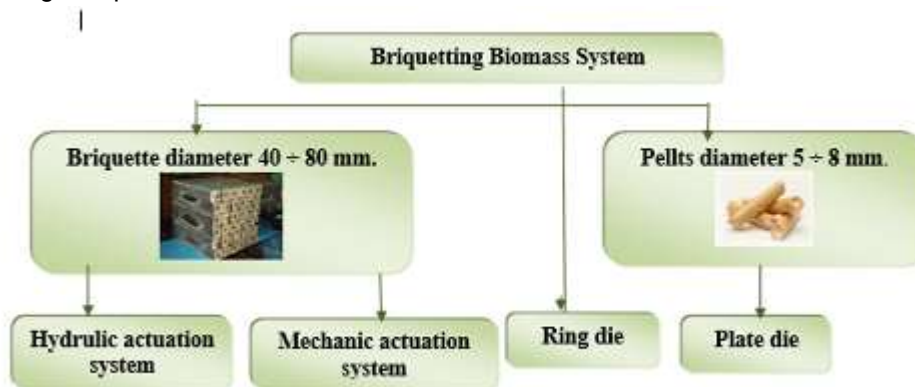 Briquetting Biomass System
Briquette diameter 40 ÷ 80 mm.
Pellts diameter 5 ÷ 8 mm.
Hydrulic actuation
system
Mechanic actuation
system
Ring die
Plate die